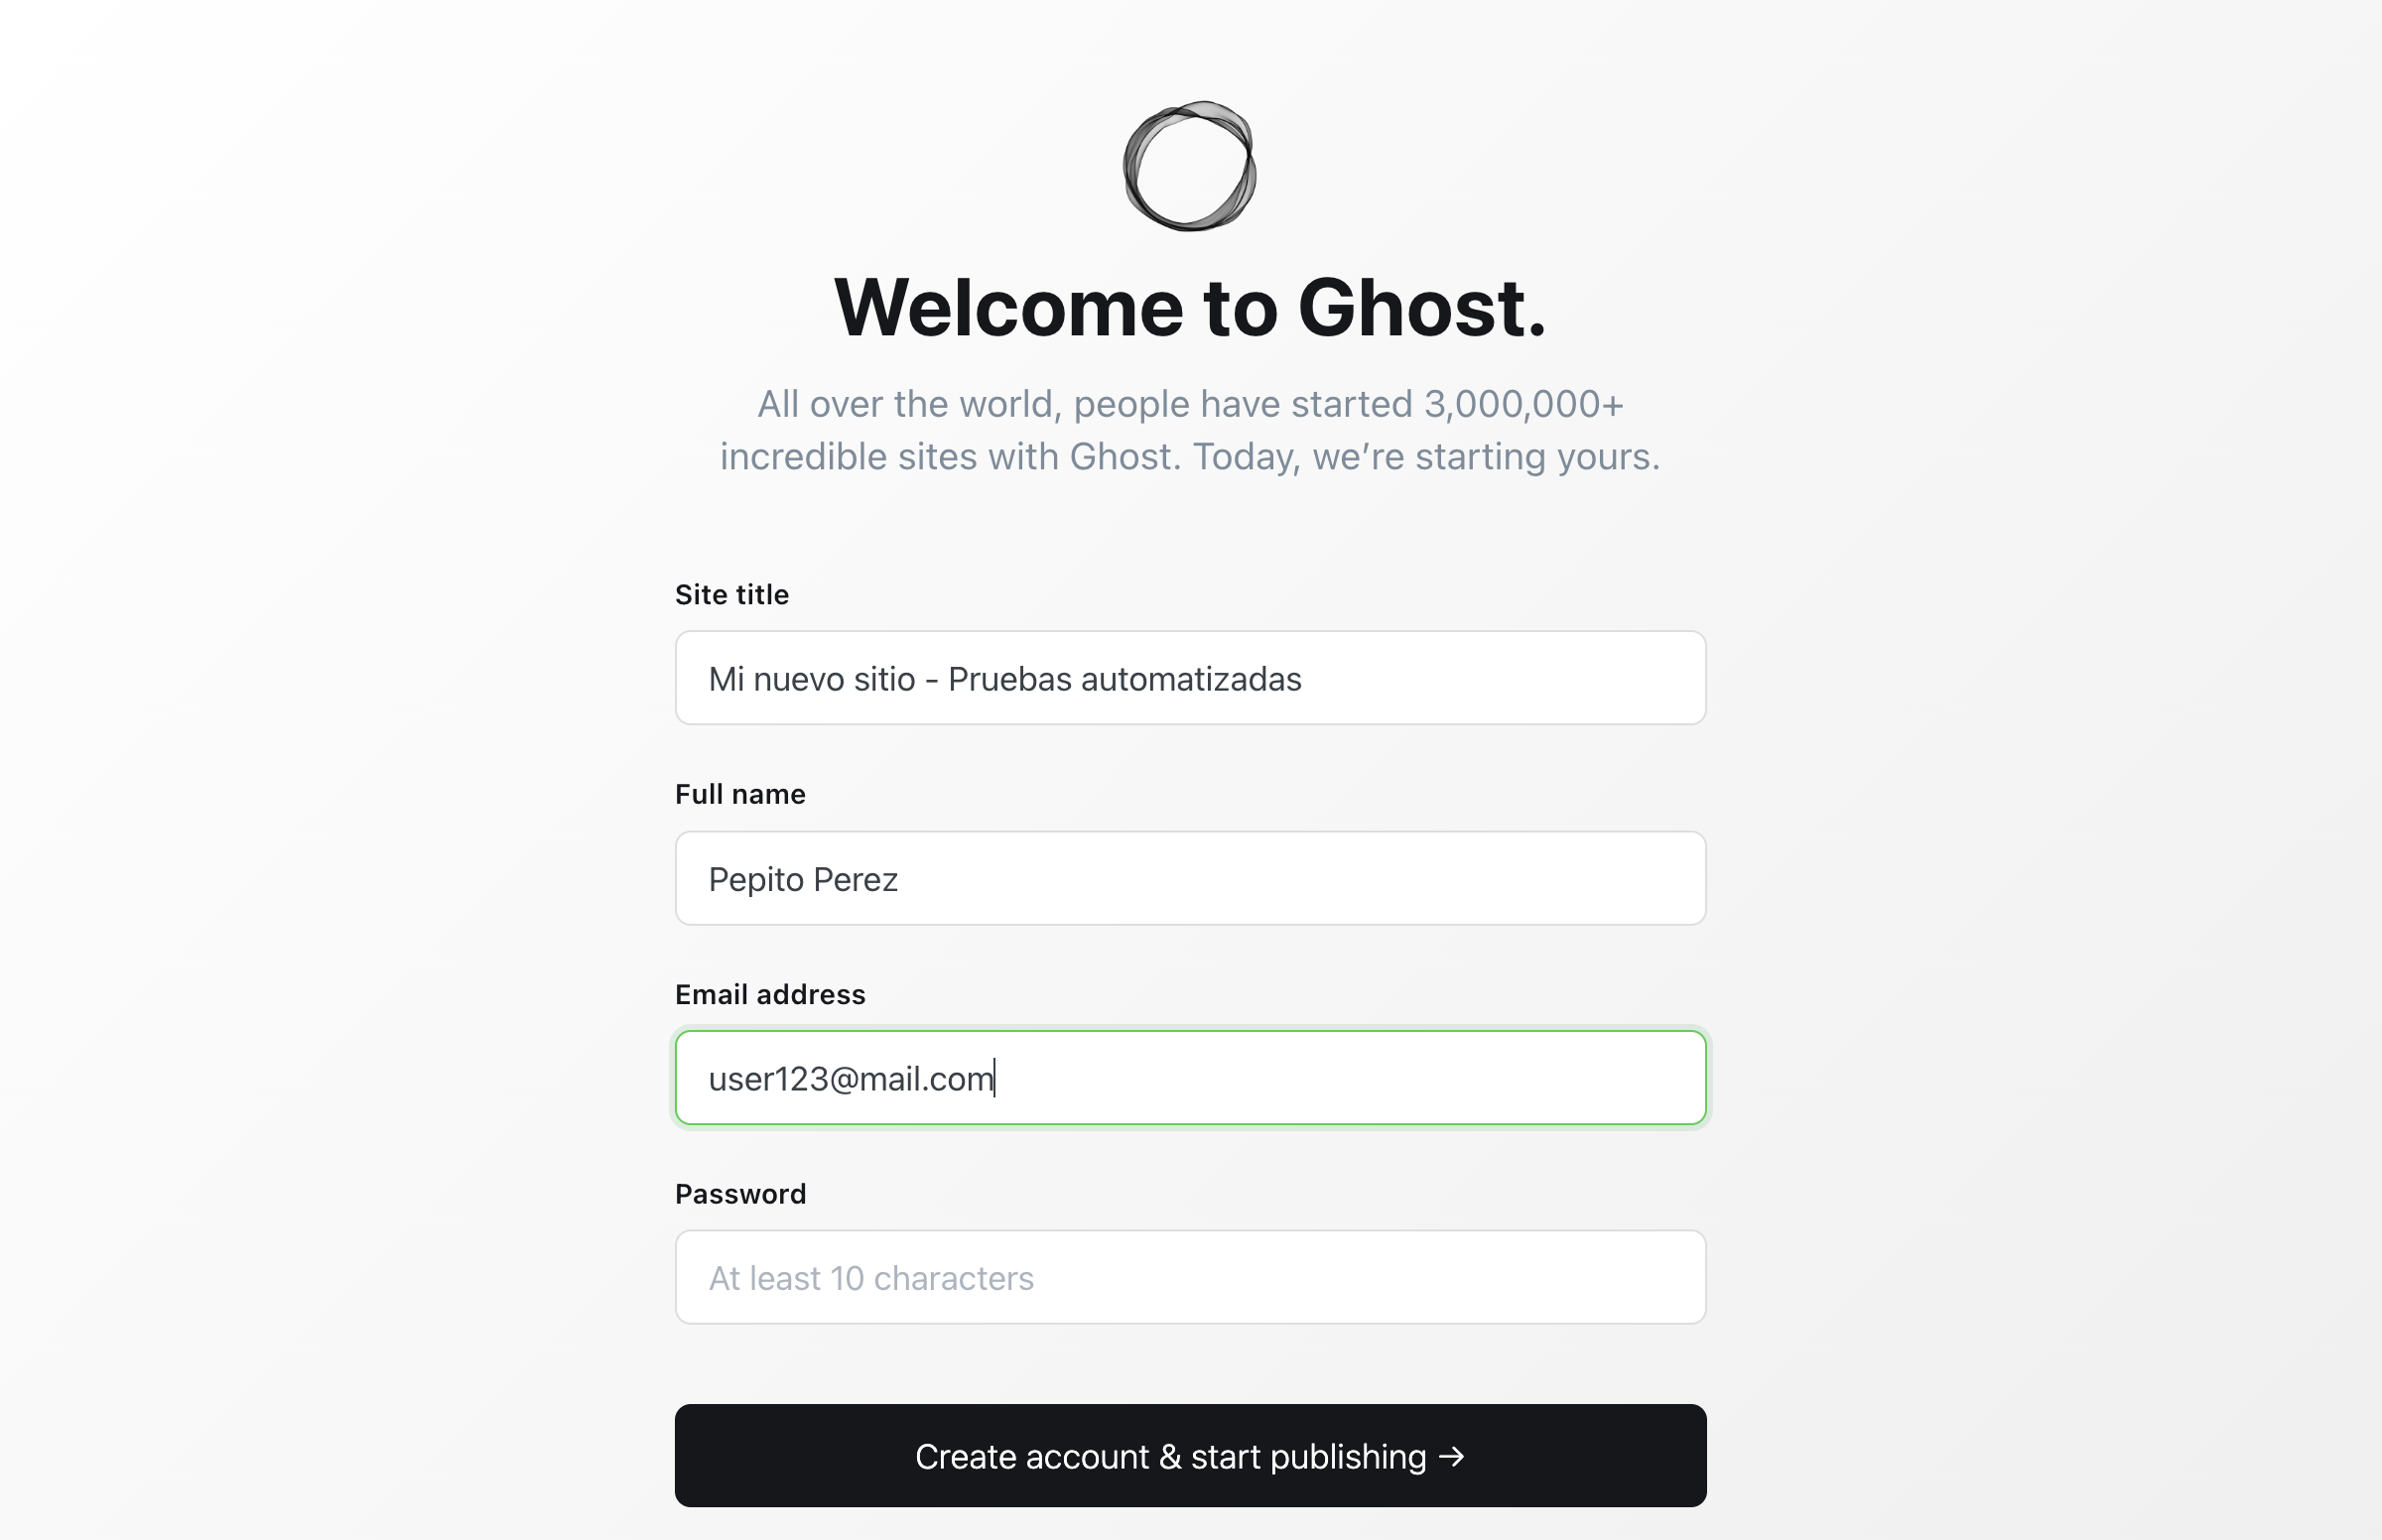 Welcome to Ghost.
All over the world, people have started 3,000,000+
incredible sites with Ghost. Today, we’re starting yours.
Site title
Mi nuevo sitio - Pruebas automatizadas
Full name
Pepito Perez
Email address
user123@mail.com
Password
At least 10 characters
Create account & start publishing →